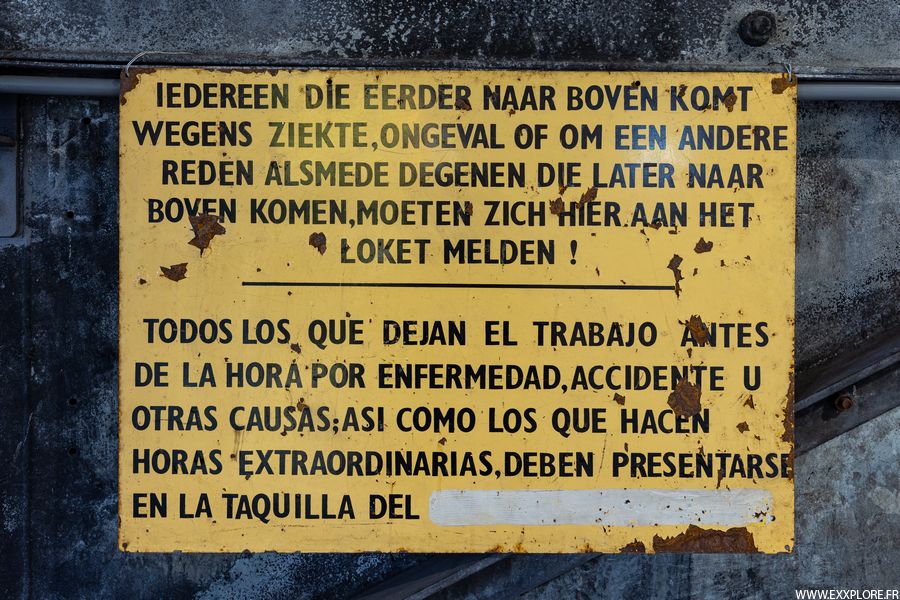 IEDEREEN DIE EERDER NAAR BOVEN KOMT
WEGENS ZIEKTE, ONGEVAL OF OM EEN ANDERE
REDEN ALSMEDE DEGENEN DIE LATER NAAR
BOVEN KOMEN, MOETEN ZICH HIER AAN HET
LOKET MELDEN !
TODOS LOS QUE DEJAN EL TRABAJO ANTES
DE LA HORA POR ENFERMEDAD, ACCIDENTE U
OTRAS CAUSAS; ASI COMO LOS QUE HACEN
HORAS EXTRAORDINARIAS, DEBEN PRESENTARSE
EN LA TAQUILLA DEL
WWW.EXXPLORE.FR